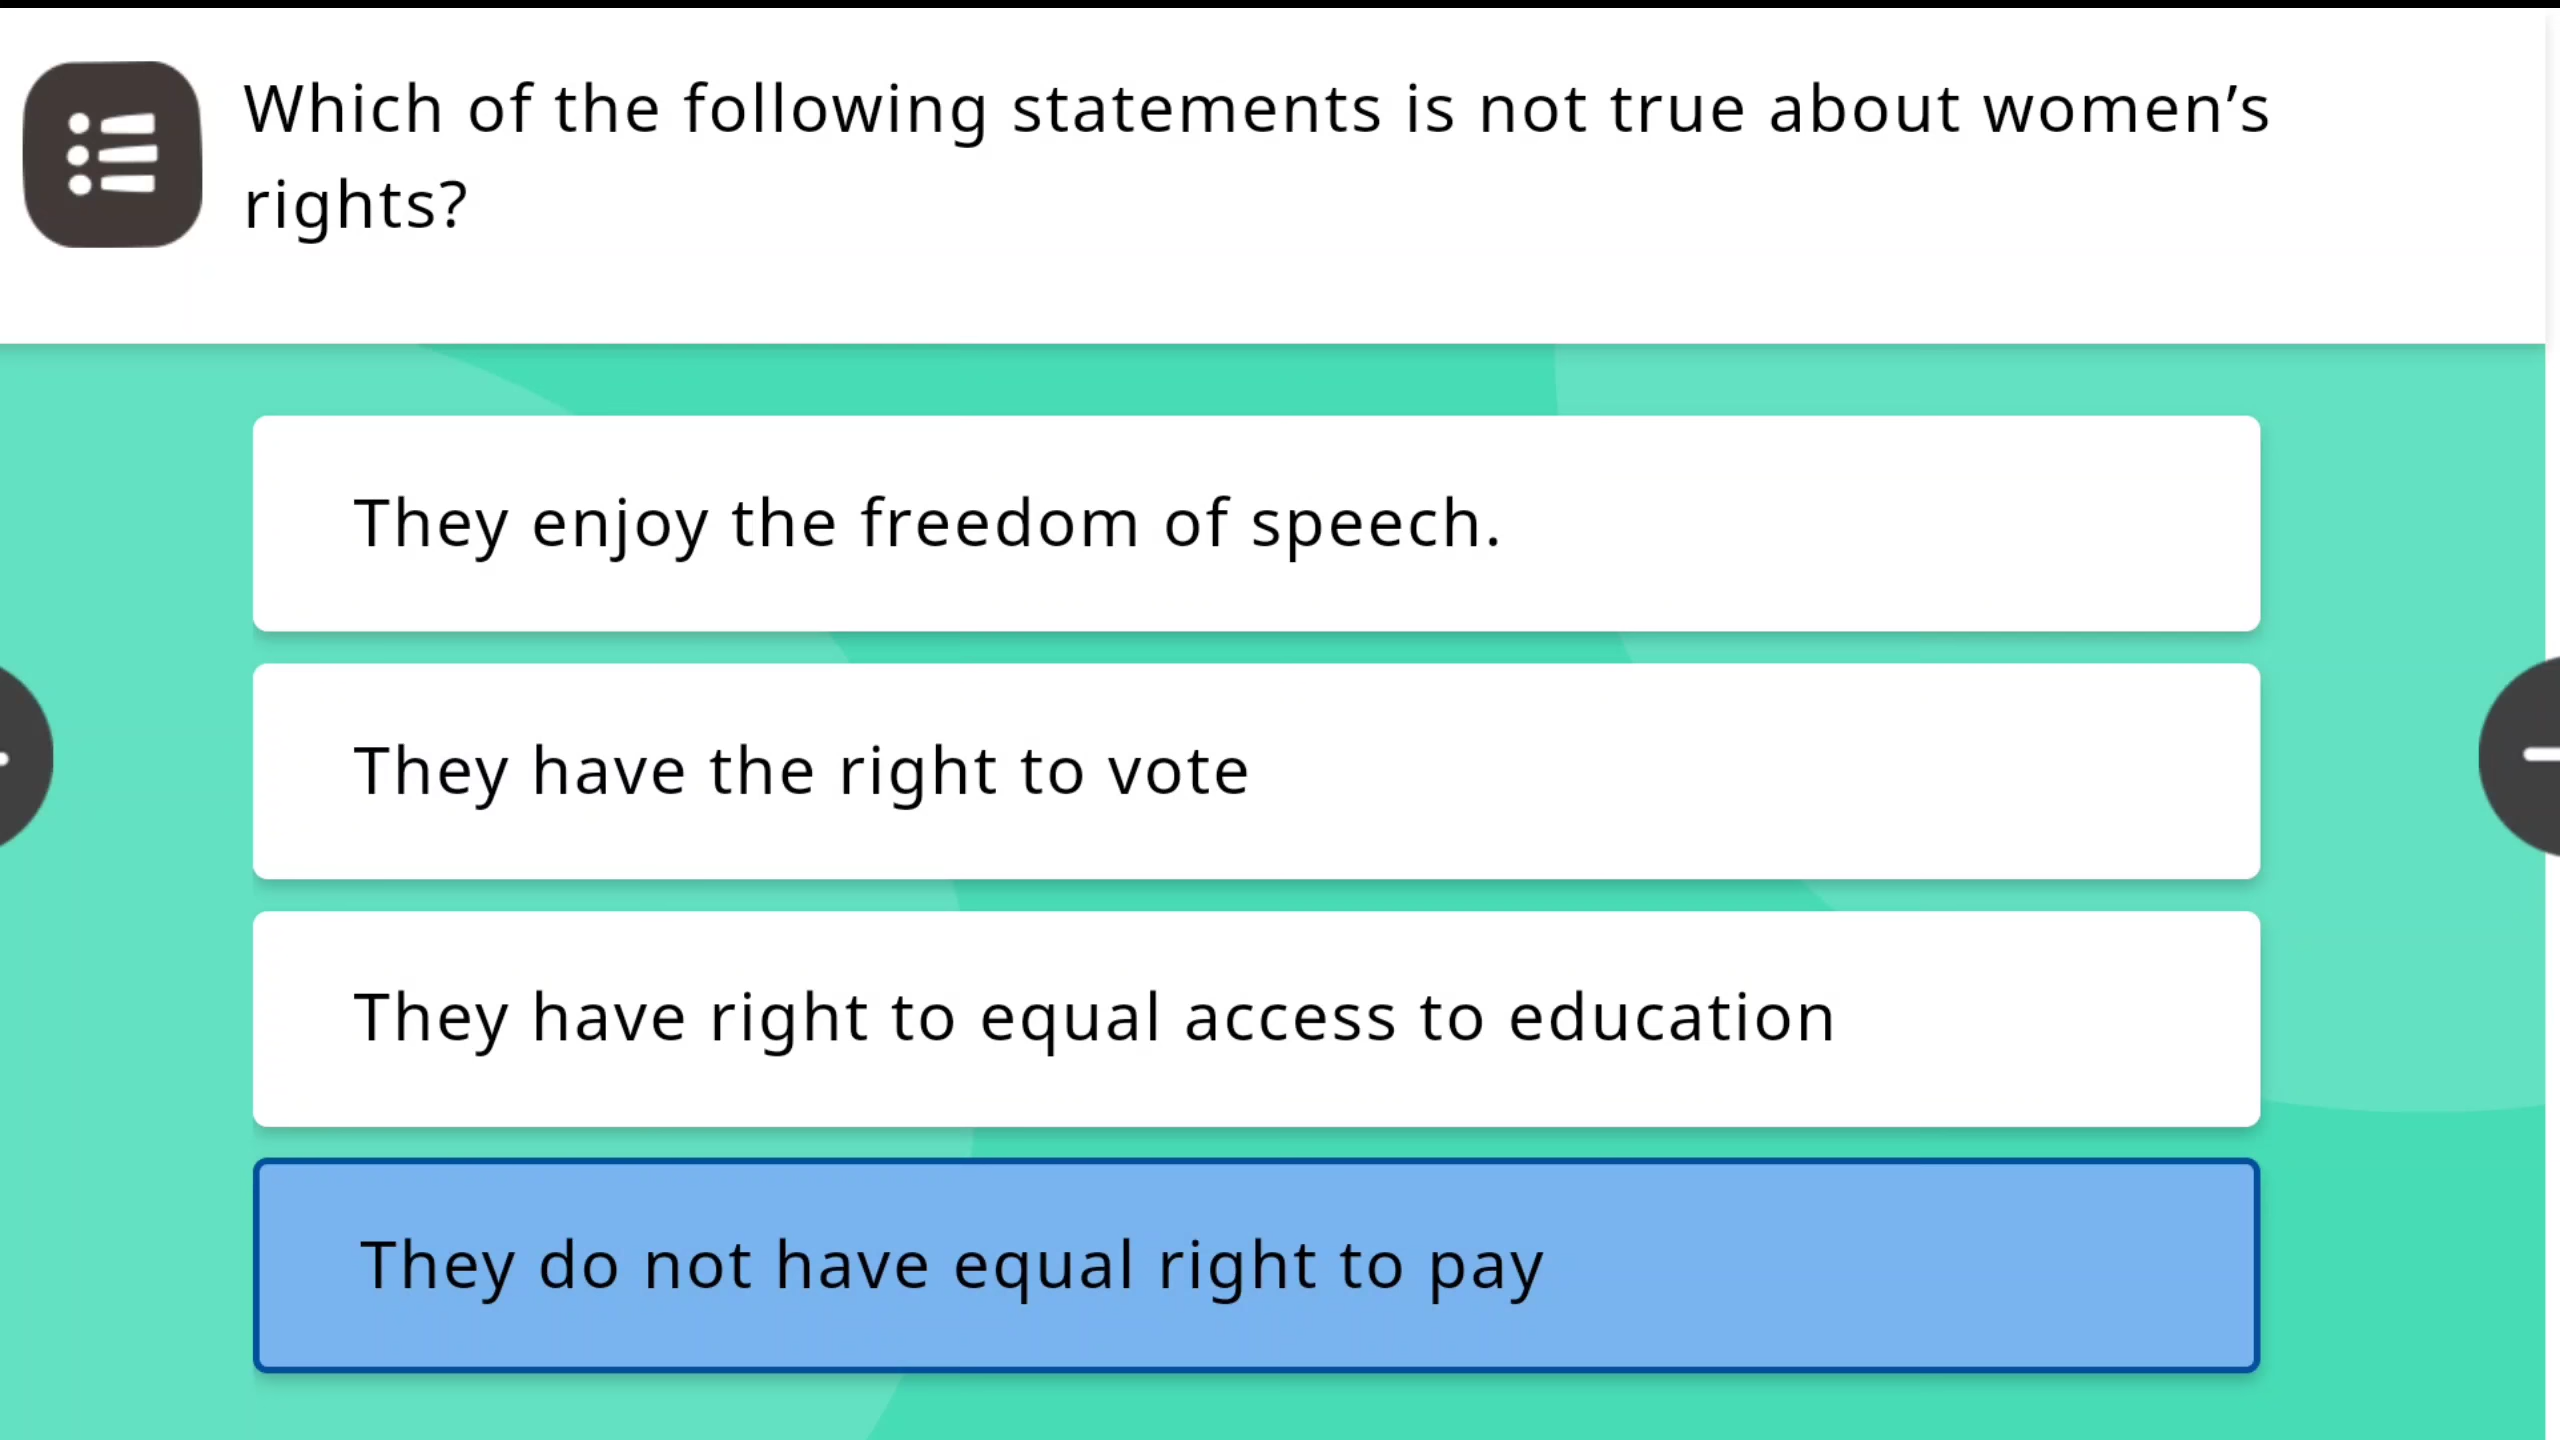 Which of the following statements is not true about women’s
rights?
They enjoy the freedom of speech.
They have the right to vote
They have right to equal access to education
They do not have equal right to pay